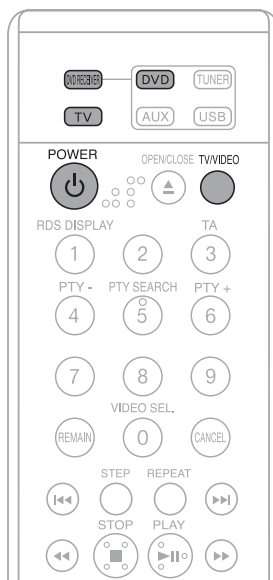 DVD RECEIVER DVD TUNER
TV AUX USB
POWER OPEN/CLOSE TV/VIDEO
RDS DISPLAY TA
1 2 3
PTY - PTY SEARCH PTY +
4 5 6
7 8 9
VIDEO SEL.
REMAIN 0 CANCEL
STEP REPEAT
STOP PLAY